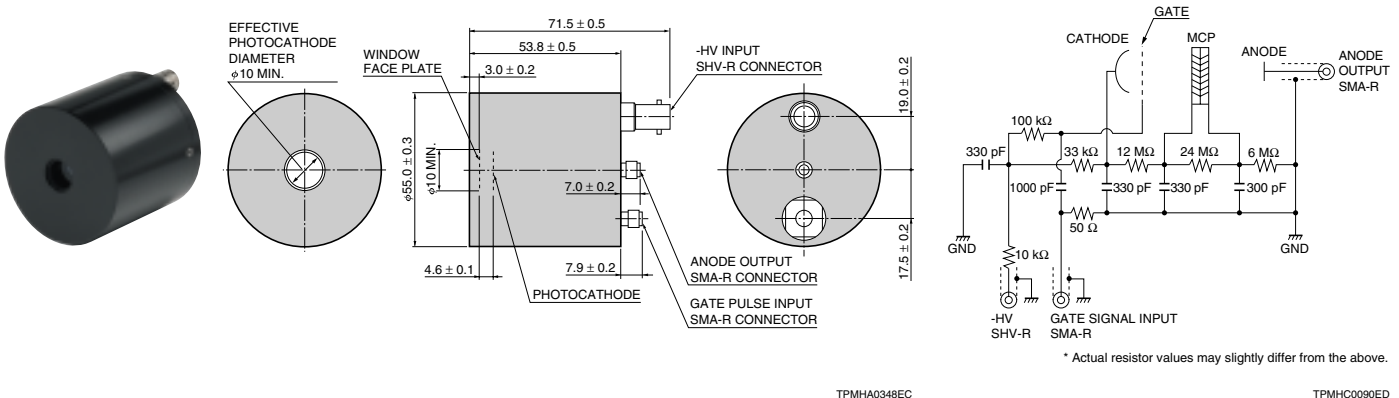 EFFECTIVE
PHOTOCATHODE
DIAMETER
φ10 MIN.
WINDOW
FACE PLATE
71.5 ± 0.5
53.8 ± 0.5
3.0 ± 0.2
-HV INPUT
SHV-R CONNECTOR
φ55.0 ± 0.3
φ10 MIN.
7.0 ± 0.2
4.6 ± 0.1
7.9 ± 0.2
PHOTOCATHODE
ANODE OUTPUT
SMA-R CONNECTOR
GATE PULSE INPUT
SMA-R CONNECTOR
19.0 ± 0.2
17.5 ± 0.2
TPMHA0348EC
GATE
CATHODE
MCP
ANODE
ANODE
OUTPUT
SMA-R
100 kΩ
330 pF
33 kΩ
12 MΩ
24 MΩ
6 MΩ
1000 pF
330 pF
330 pF
300 pF
50 Ω
GND
GND
10 kΩ
-HV
SHV-R
GATE SIGNAL INPUT
SMA-R
* Actual resistor values may slightly differ from the above.
TPMHC0090ED